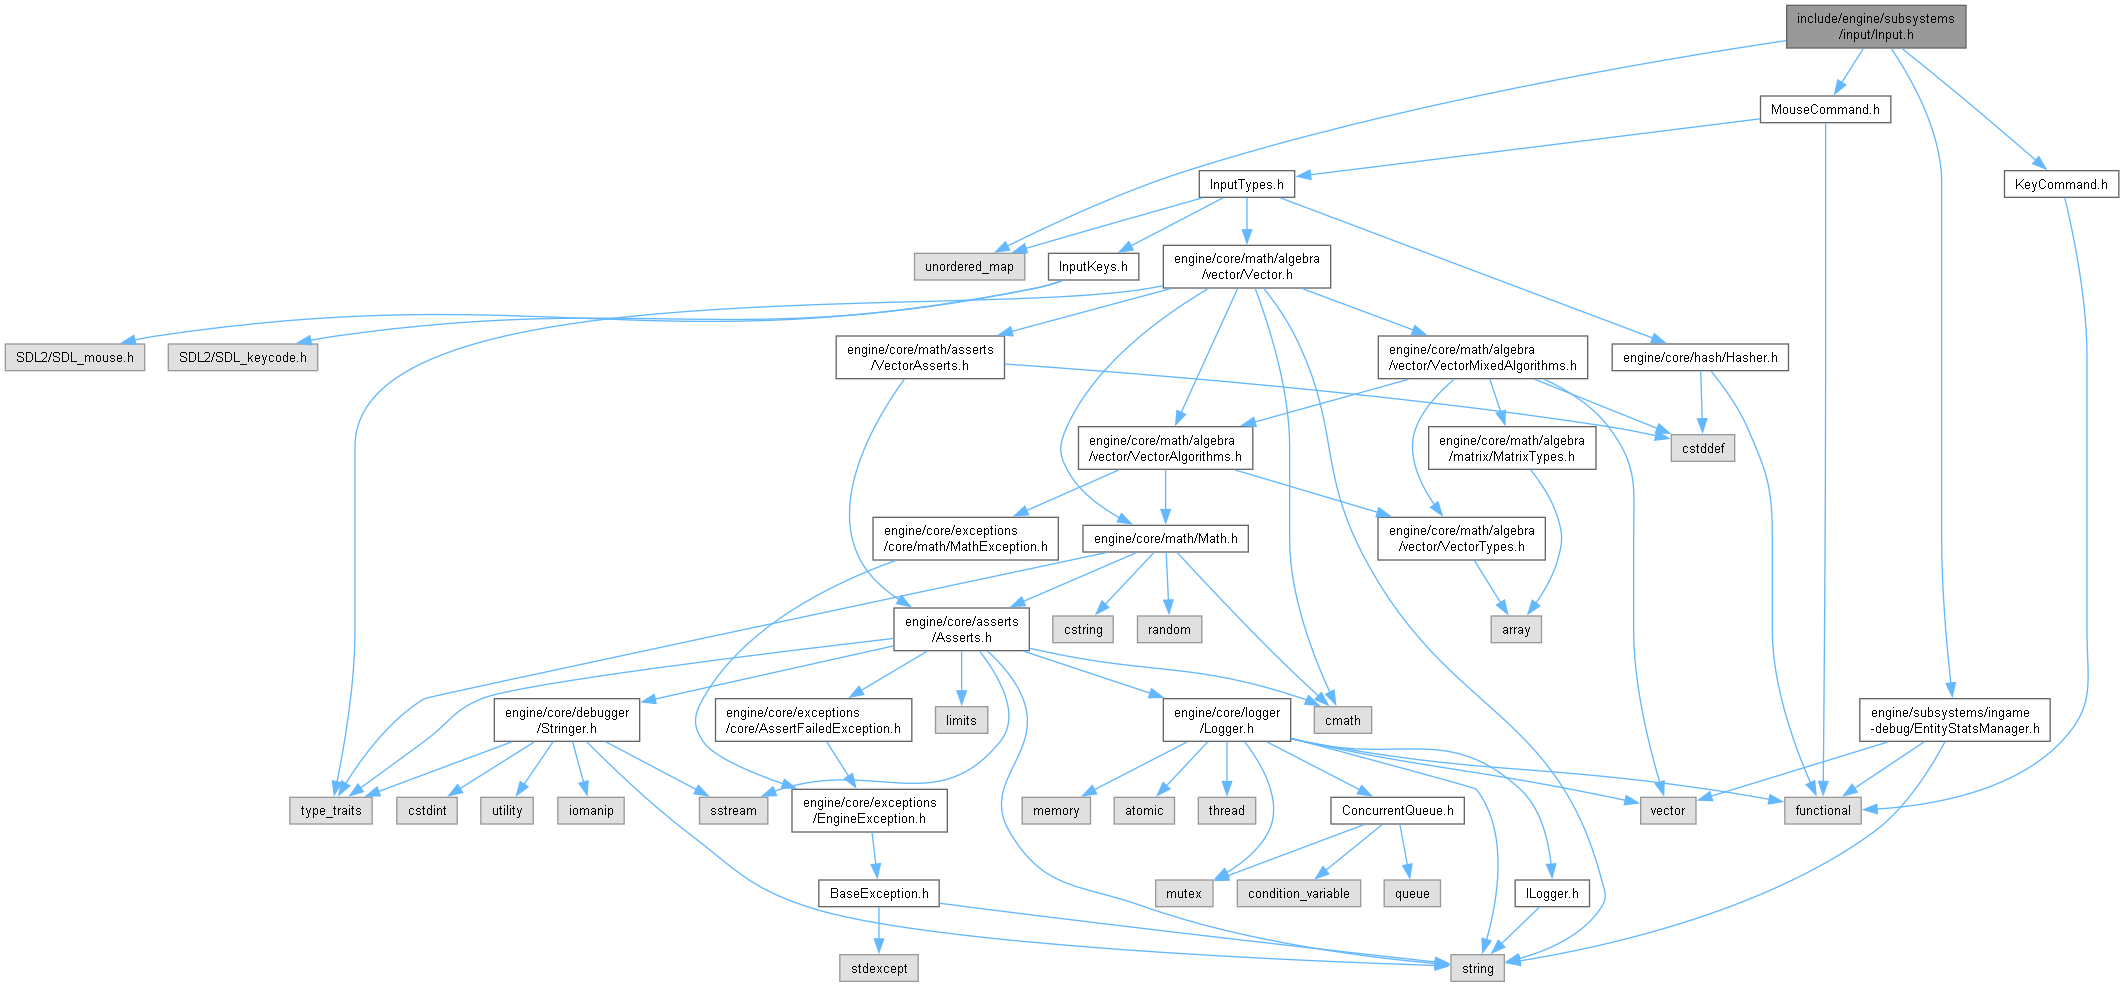 include/engine/subsystems
/input/Input.h
MouseCommand.h
InputTypes.h
KeyCommand.h
unordered_map
InputKeys.h
engine/core/math/algebra
/vector/Vector.h
SDL2/SDL_mouse.h
SDL2/SDL_keycode.h
engine/core/math/asserts
/VectorAsserts.h
engine/core/math/algebra
/vector/VectorMixedAlgorithms.h
engine/core/hash/Hasher.h
engine/core/math/algebra
/vector/VectorAlgorithms.h
engine/core/math/algebra
/matrix/MatrixTypes.h
cstddef
engine/core/exceptions
/core/math/MathException.h
engine/core/math/Math.h
engine/core/math/algebra
/vector/VectorTypes.h
engine/core/asserts
/Asserts.h
cstring
random
array
engine/core/debugger
/Stringer.h
engine/core/exceptions
/core/AssertFailedException.h
limits
engine/core/logger
/Logger.h
cmath
engine/subsystems/ingame
-debug/EntityStatsManager.h
type_traits
cstdint
utility
iomanip
sstream
engine/core/exceptions
/EngineException.h
memory
atomic
thread
ConcurrentQueue.h
vector
functional
BaseException.h
mutex
condition_variable
queue
ILogger.h
stdexcept
string